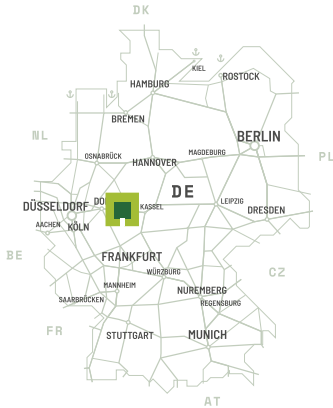 DK
KIEL
ROSTOCK
HAMBURG
BREMEN
NL
BERLIN
MAGDEBURG
OSNABRÜCK
HANNOVER
PL
DE
DO
KASSEL
LEIPZIG
DÜSSELDORF
DRESDEN
AACHEN
KÖLN
BE
FRANKFURT
WÜRZBURG
CZ
MANNHEIM
NUREMBERG
SAARBRÜCKEN
REGENSBURG
FR
STUTTGART
MUNICH
AT